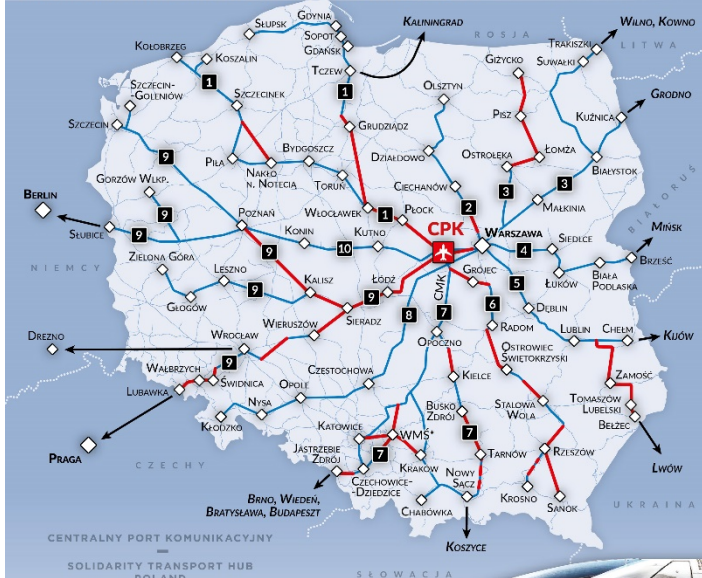 GDYNIA
SŁUPSK
SOPOT
GDAŃSK
KALININGRAD
ROSJA
WILNO, KOWNO
TRAKISZKI
LITWA
SUWAŁKI
KOŁOBRZEG
KOSZALIN
TCZEW
GIŻYCKO
OLSZTYN
1
1
GRODNO
SZCZECIN-
-GOLENIÓW
SZCZECINEK
PISZ
KUŹNICA
SZCZECIN
GRUDZIĄDZ
DZIAŁDOWO
OSTROŁĘKA
ŁOMŻA
9
PIŁA
BYDGOSZCZ
NAKŁO
N. NOTECIĄ
TORUŃ
CIECHANÓW
3
3
BIAŁYSTOK
GORZÓW WLKP.
BERLIN
WŁOCŁAWEK
PŁOCK
1
2
MAŁKINIA
BIAŁORUŚ
POZNAŃ
9
CPK
WARSZAWA
MIŃSK
SŁUBICE
9
KONIN
10
KUTNO
4
SIEDLCE
BRZEŚĆ
NIEMCY
ZIELONA GÓRA
LESZNO
9
KALISZ
ŁÓDŹ
CMK
GRÓJEC
ŁUKÓW
BIAŁA
PODLASKA
GŁOGÓW
9
9
SIERADZ
8
7
6
5
DĘBLIN
DREZNO
WROCŁAW
WIERUSZÓW
OPOCZNO
RADOM
LUBLIN
CHEŁM
KIJÓW
WAŁBRZYCH
9
ŚWIDNICA
LUBAWKA
OPOLE
CZĘSTOCHOWA
KIELCE
OSTROWIEC
ŚWIĘTOKRZYSKI
ZAMOŚĆ
NYSA
KŁODZKO
BUSKO
ZDRÓJ
STALOWA
WOLA
TOMASZÓW
LUBELSKI
BEŁŻEC
PRAGA
KATOWICE
WMŚ*
7
7
CZECHY
JASTRZĘBIE
ZDRÓJ
CZECHOWICE-
-DZIEDZICE
KRAKÓW
NOWY
SĄCZ
TARNÓW
RZESZÓW
LWÓW
BRNO, WIEDEŃ,
BRATYSŁAWA, BUDAPESZT
CHABÓWKA
KROSNO
SANOK
UKRAINA
KOSZYCE
CENTRALNY PORT KOMUNIKACYJNY
SOLIDARITY TRANSPORT HUB
POLAND
SŁOWACJA